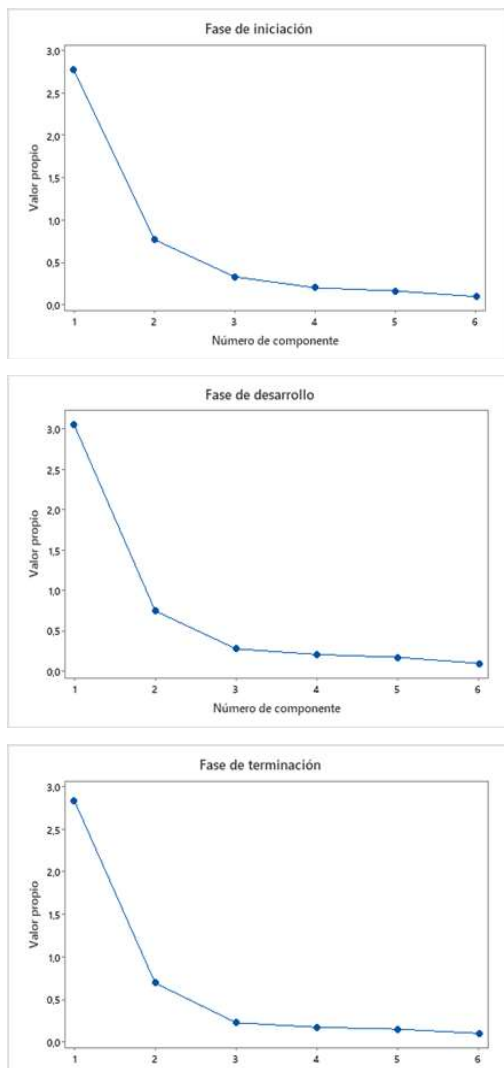 Fase de iniciación
3,0
2,5
2,0
1,5
1,0
0,5
0,0
Valor propio
1 2 3 4 5 6
Número de componente
Fase de desarrollo
3,0
2,5
2,0
1,5
1,0
0,5
0,0
Valor propio
1 2 3 4 5 6
Número de componente
Fase de terminación
3,0
2,5
2,0
1,5
1,0
0,5
0,0
Valor propio
1 2 3 4 5 6